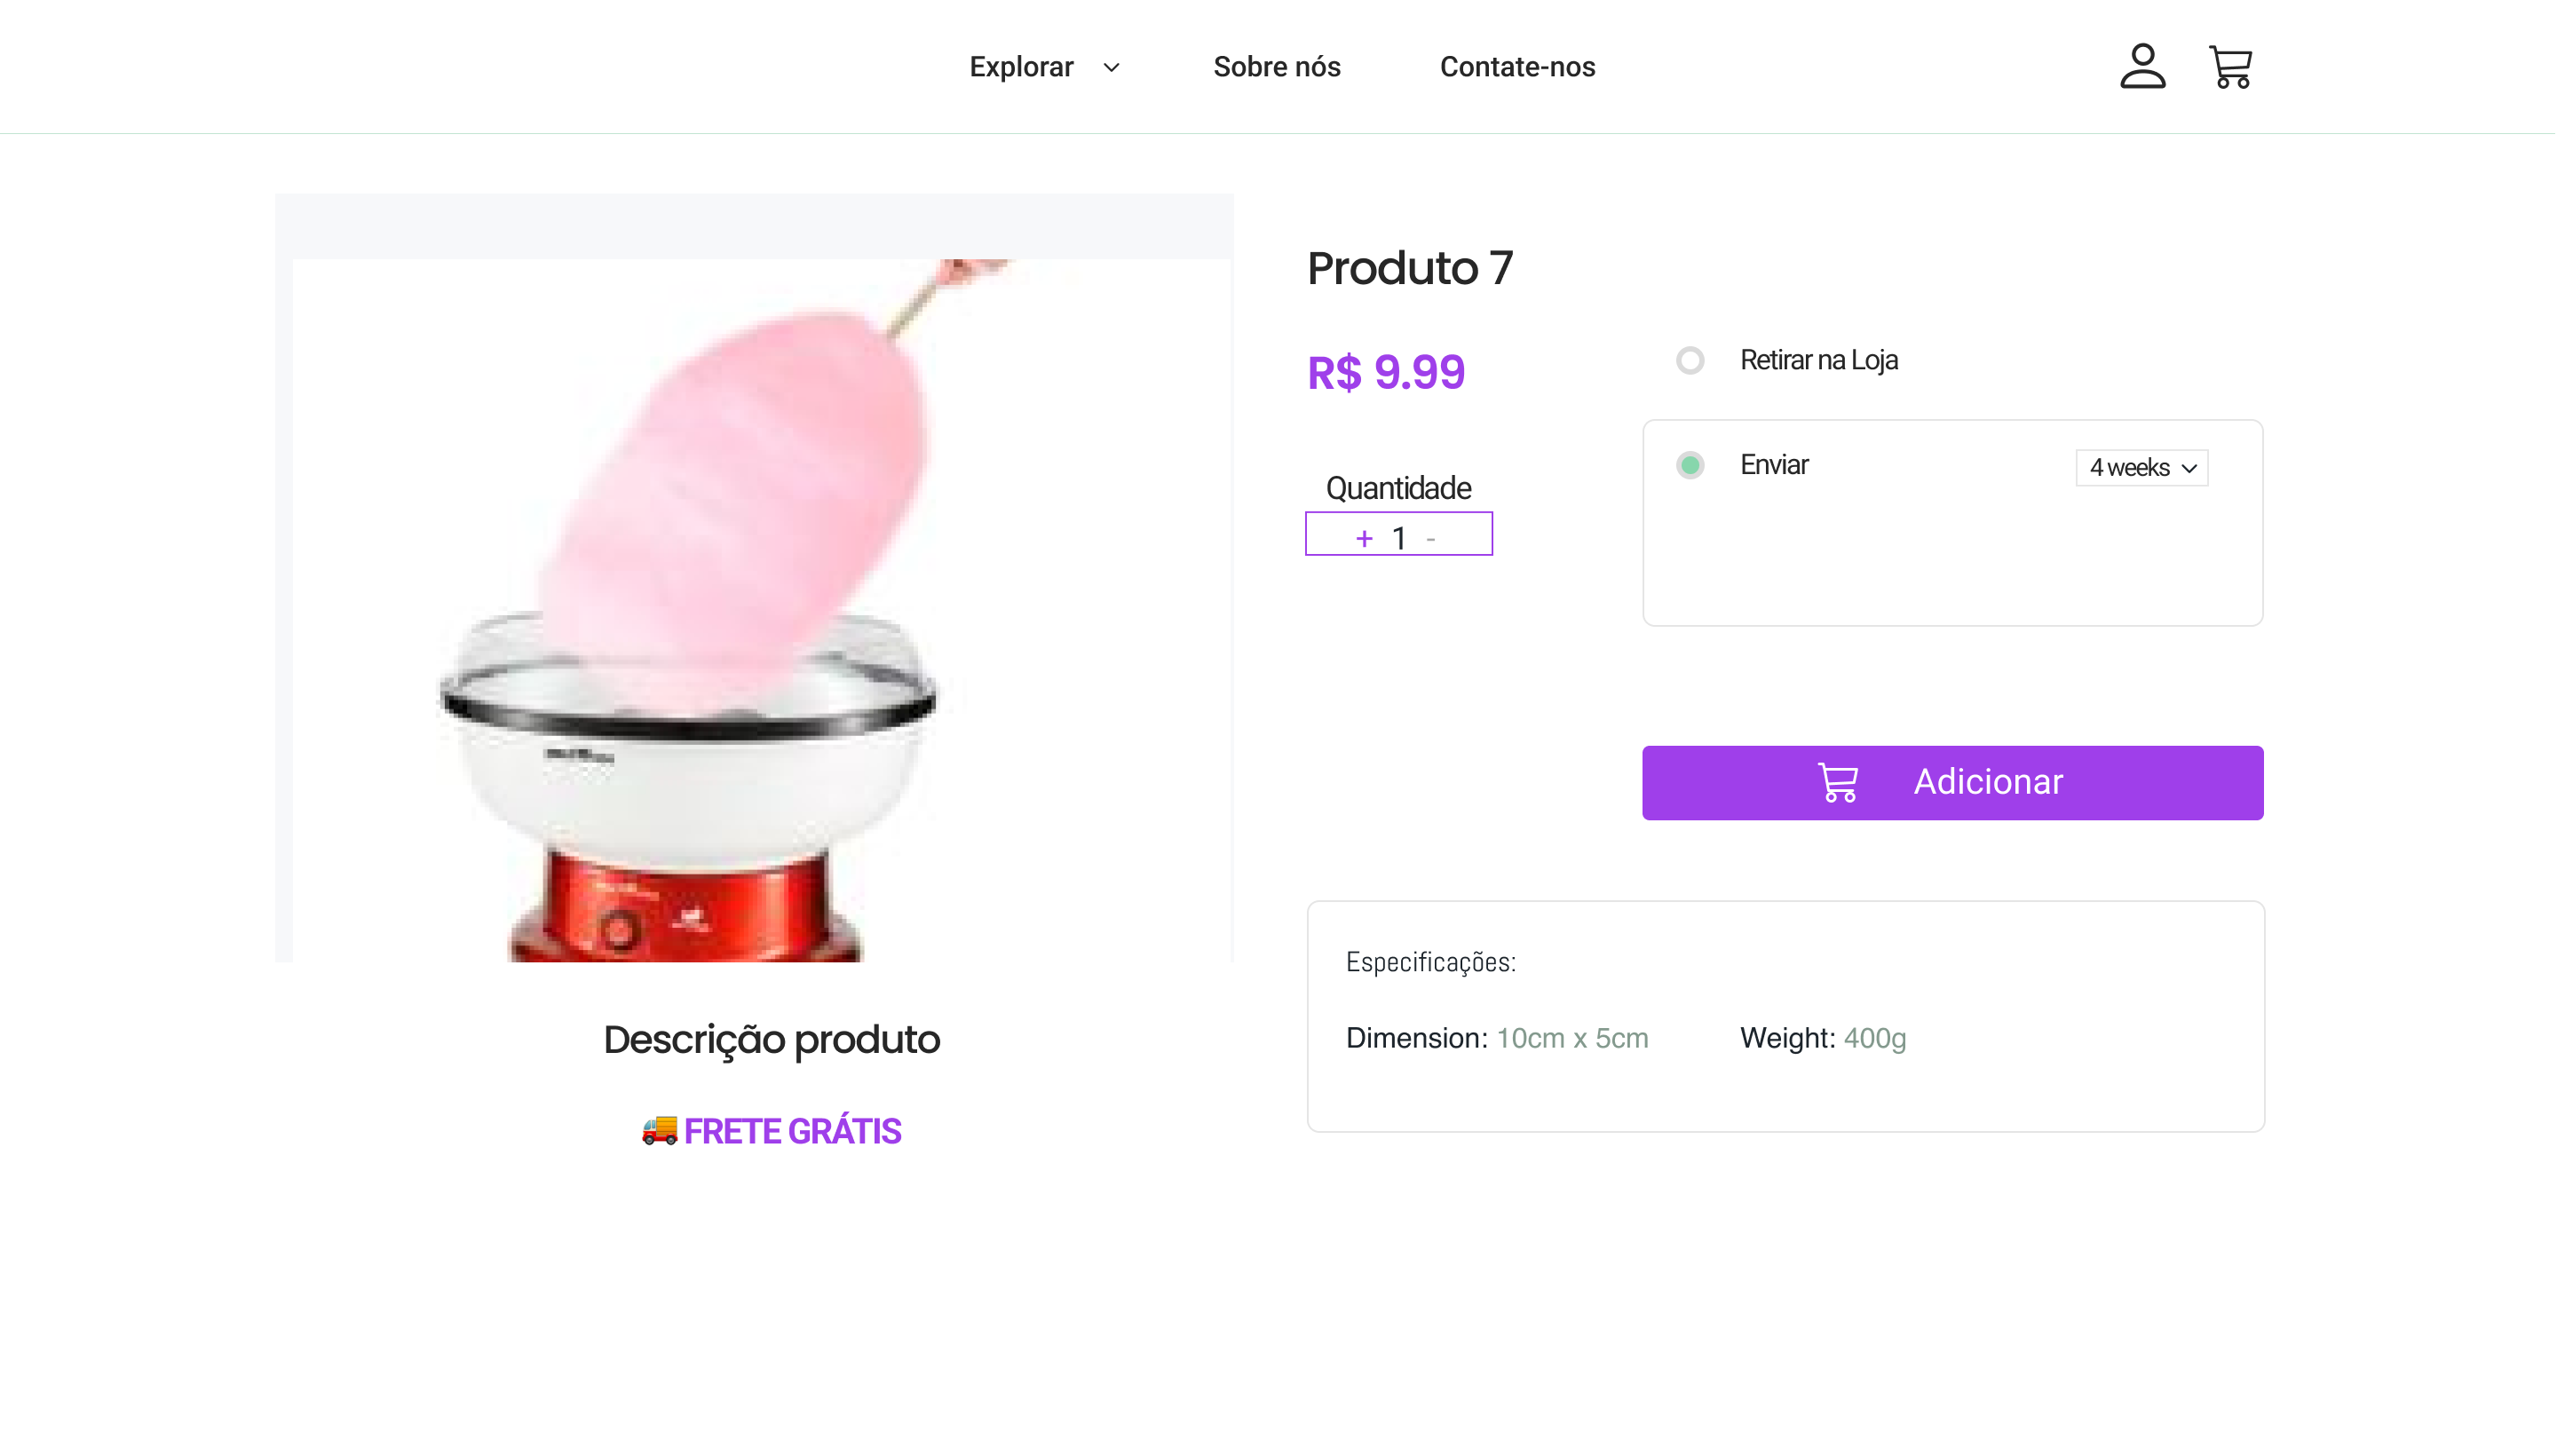 Explorar
Sobre nós
Contate-nos
Produto 7
R$ 9.99
Retirar na Loja
Enviar
4 weeks
Quantidade
+ 1 -
Adicionar
Especificações:
Dimension: 10cm x 5cm
Weight: 400g
Descrição produto
🚚 FRETE GRÁTIS